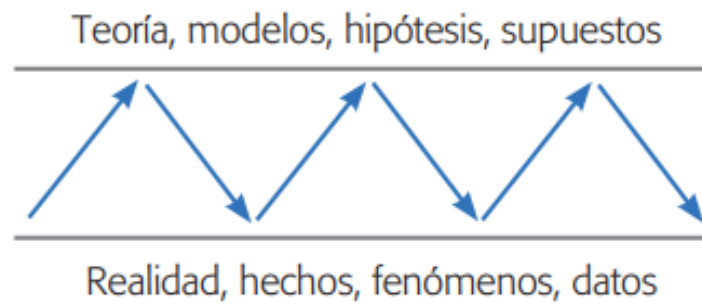 Teoría, modelos, hipótesis, supuestos
Realidad, hechos, fenómenos, datos